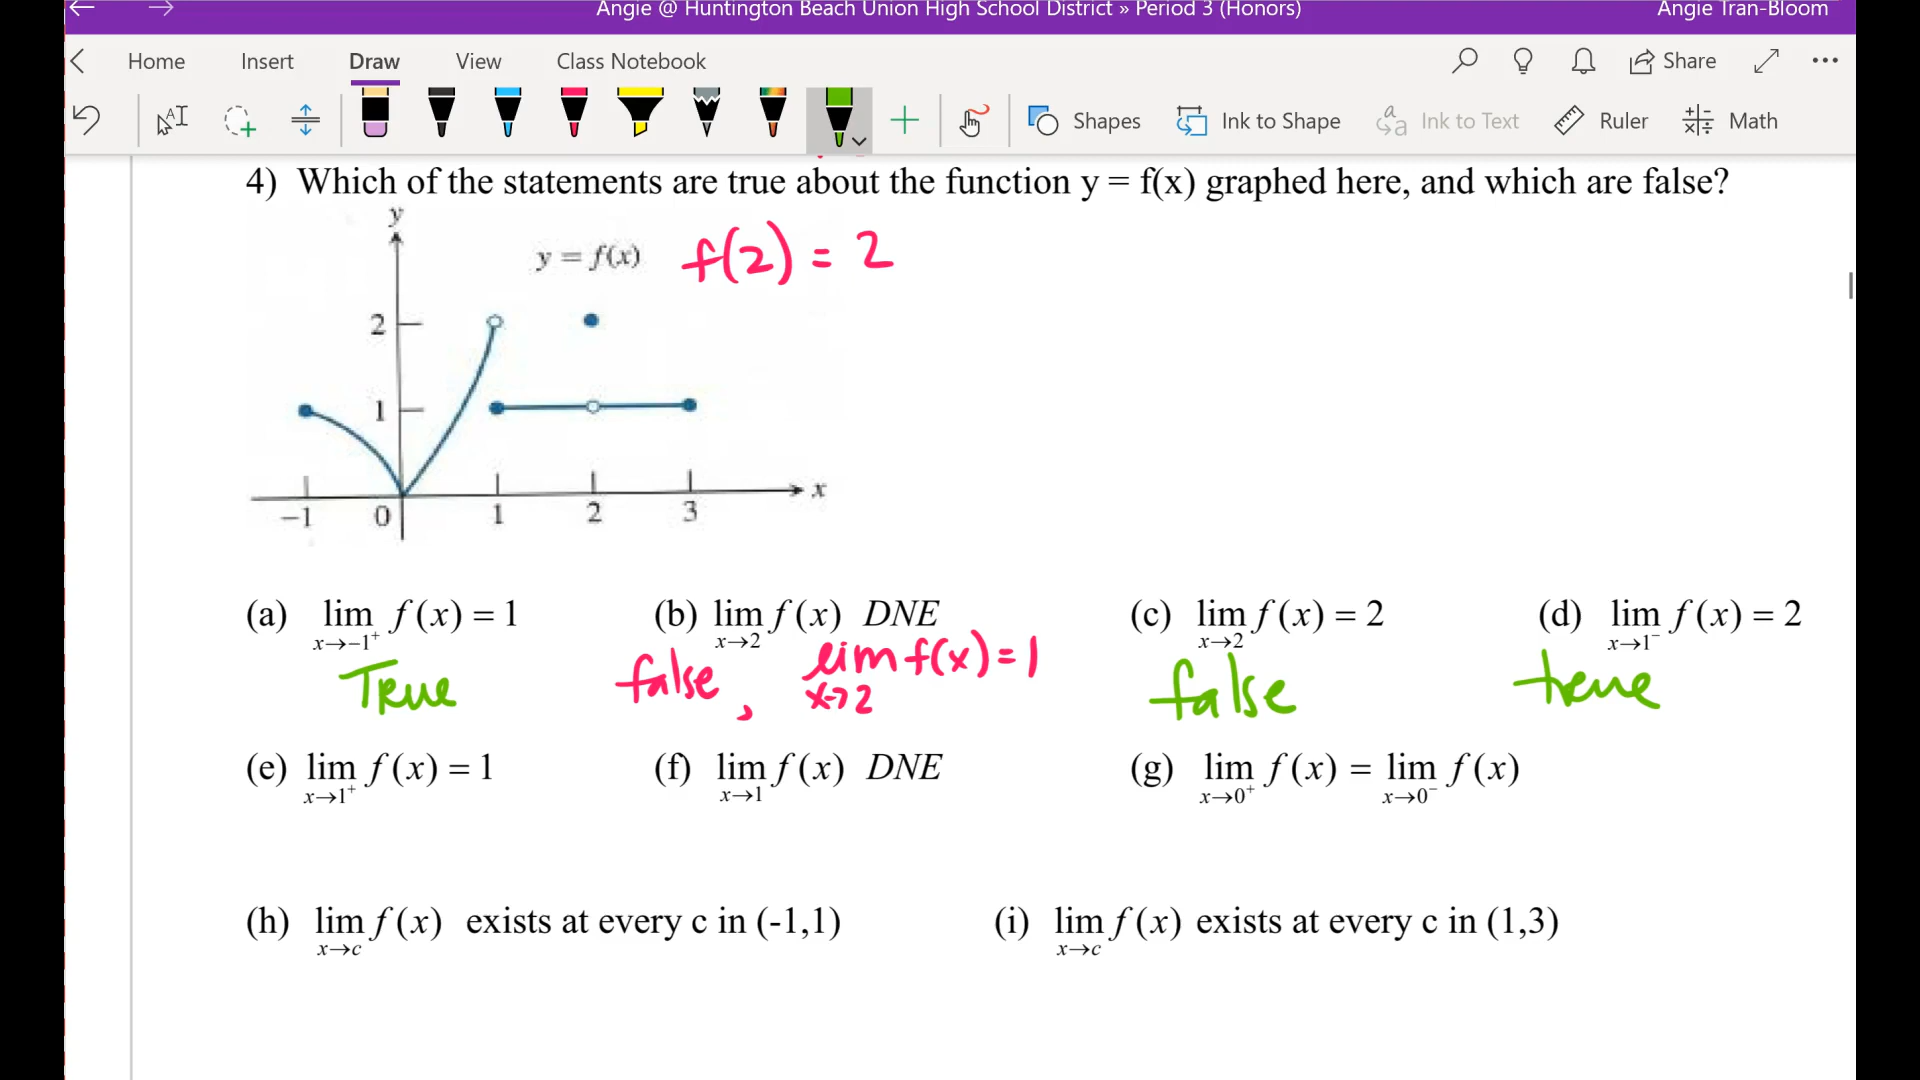 Angie @ Huntington Beach Union High School District » Period 3 (Honors)
Angie Tran-Bloom
Home Insert Draw View Class Notebook Share
Shapes Ink to Shape Ink to Text Ruler Math
4) Which of the statements are true about the function y = f(x) graphed here, and which are false?
y
y = f(x) f(2) = 2
2
1
x
−1 0 1 2 3
(a) lim x→−1⁺ f(x) = 1 (b) lim x→2 f(x) DNE (c) lim x→2 f(x) = 2 (d) lim x→1⁻ f(x) = 2
TRue false, lim x→2 f(x) = 1 false true
(e) lim x→1⁺ f(x) = 1 (f) lim x→1 f(x) DNE (g) lim x→0⁺ f(x) = lim x→0⁻ f(x)
(h) lim x→c f(x) exists at every c in (-1,1) (i) lim x→c f(x) exists at every c in (1,3)